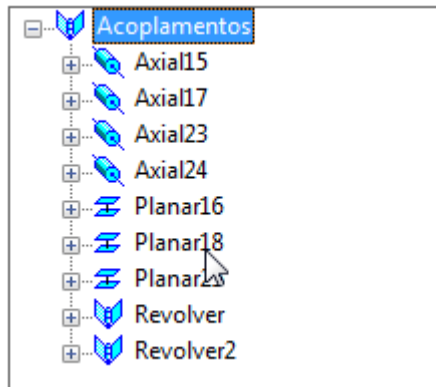 Acoplamentos
Axial15
Axial17
Axial23
Axial24
Planar16
Planar18
Revolver
Revolver2